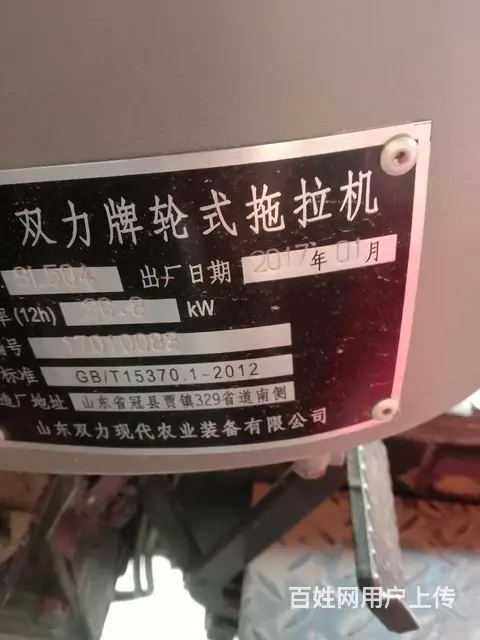 双力牌轮式拖拉机
SL504 出厂日期 2017年01月
率(12h) kW
编号 17010088
标准 GB/T15370.1-2012
造厂地址 山东省冠县贾镇329省道南侧
山东双力现代农业装备有限公司
百姓网用户上传